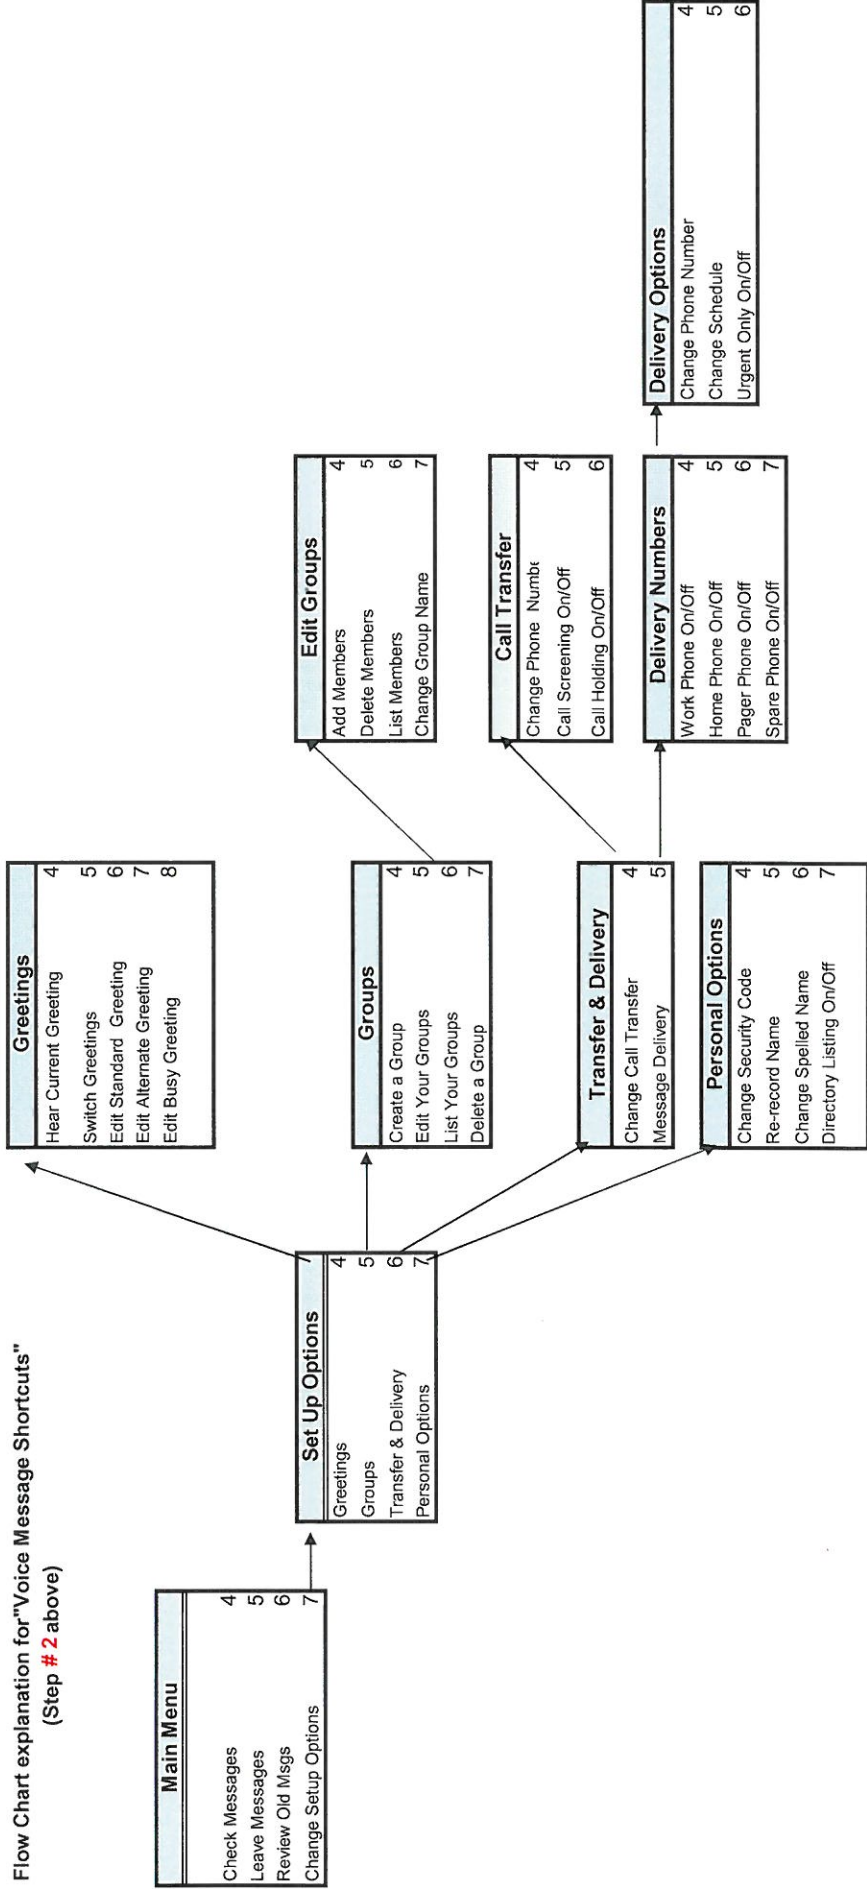 Flow Chart explanation for"Voice Message Shortcuts"
(Step # 2 above)
Main Menu
Check Messages 4
Leave Messages 5
Review Old Msgs 6
Change Setup Options 7
Set Up Options
Greetings 4
Groups 5
Transfer & Delivery 6
Personal Options 7
Greetings
Hear Current Greeting 4
Switch Greetings 5
Edit Standard Greeting 6
Edit Alternate Greeting 7
Edit Busy Greeting 8
Groups
Create a Group 4
Edit Your Groups 5
List Your Groups 6
Delete a Group 7
Transfer & Delivery
Change Call Transfer 4
Message Delivery 5
Personal Options
Change Security Code 4
Re-record Name 5
Change Spelled Name 6
Directory Listing On/Off 7
Edit Groups
Add Members 4
Delete Members 5
List Members 6
Change Group Name 7
Call Transfer
Change Phone Numbe 4
Call Screening On/Off 5
Call Holding On/Off 6
Delivery Numbers
Work Phone On/Off 4
Home Phone On/Off 5
Pager Phone On/Off 6
Spare Phone On/Off 7
Delivery Options
Change Phone Number 4
Change Schedule 5
Urgent Only On/Off 6